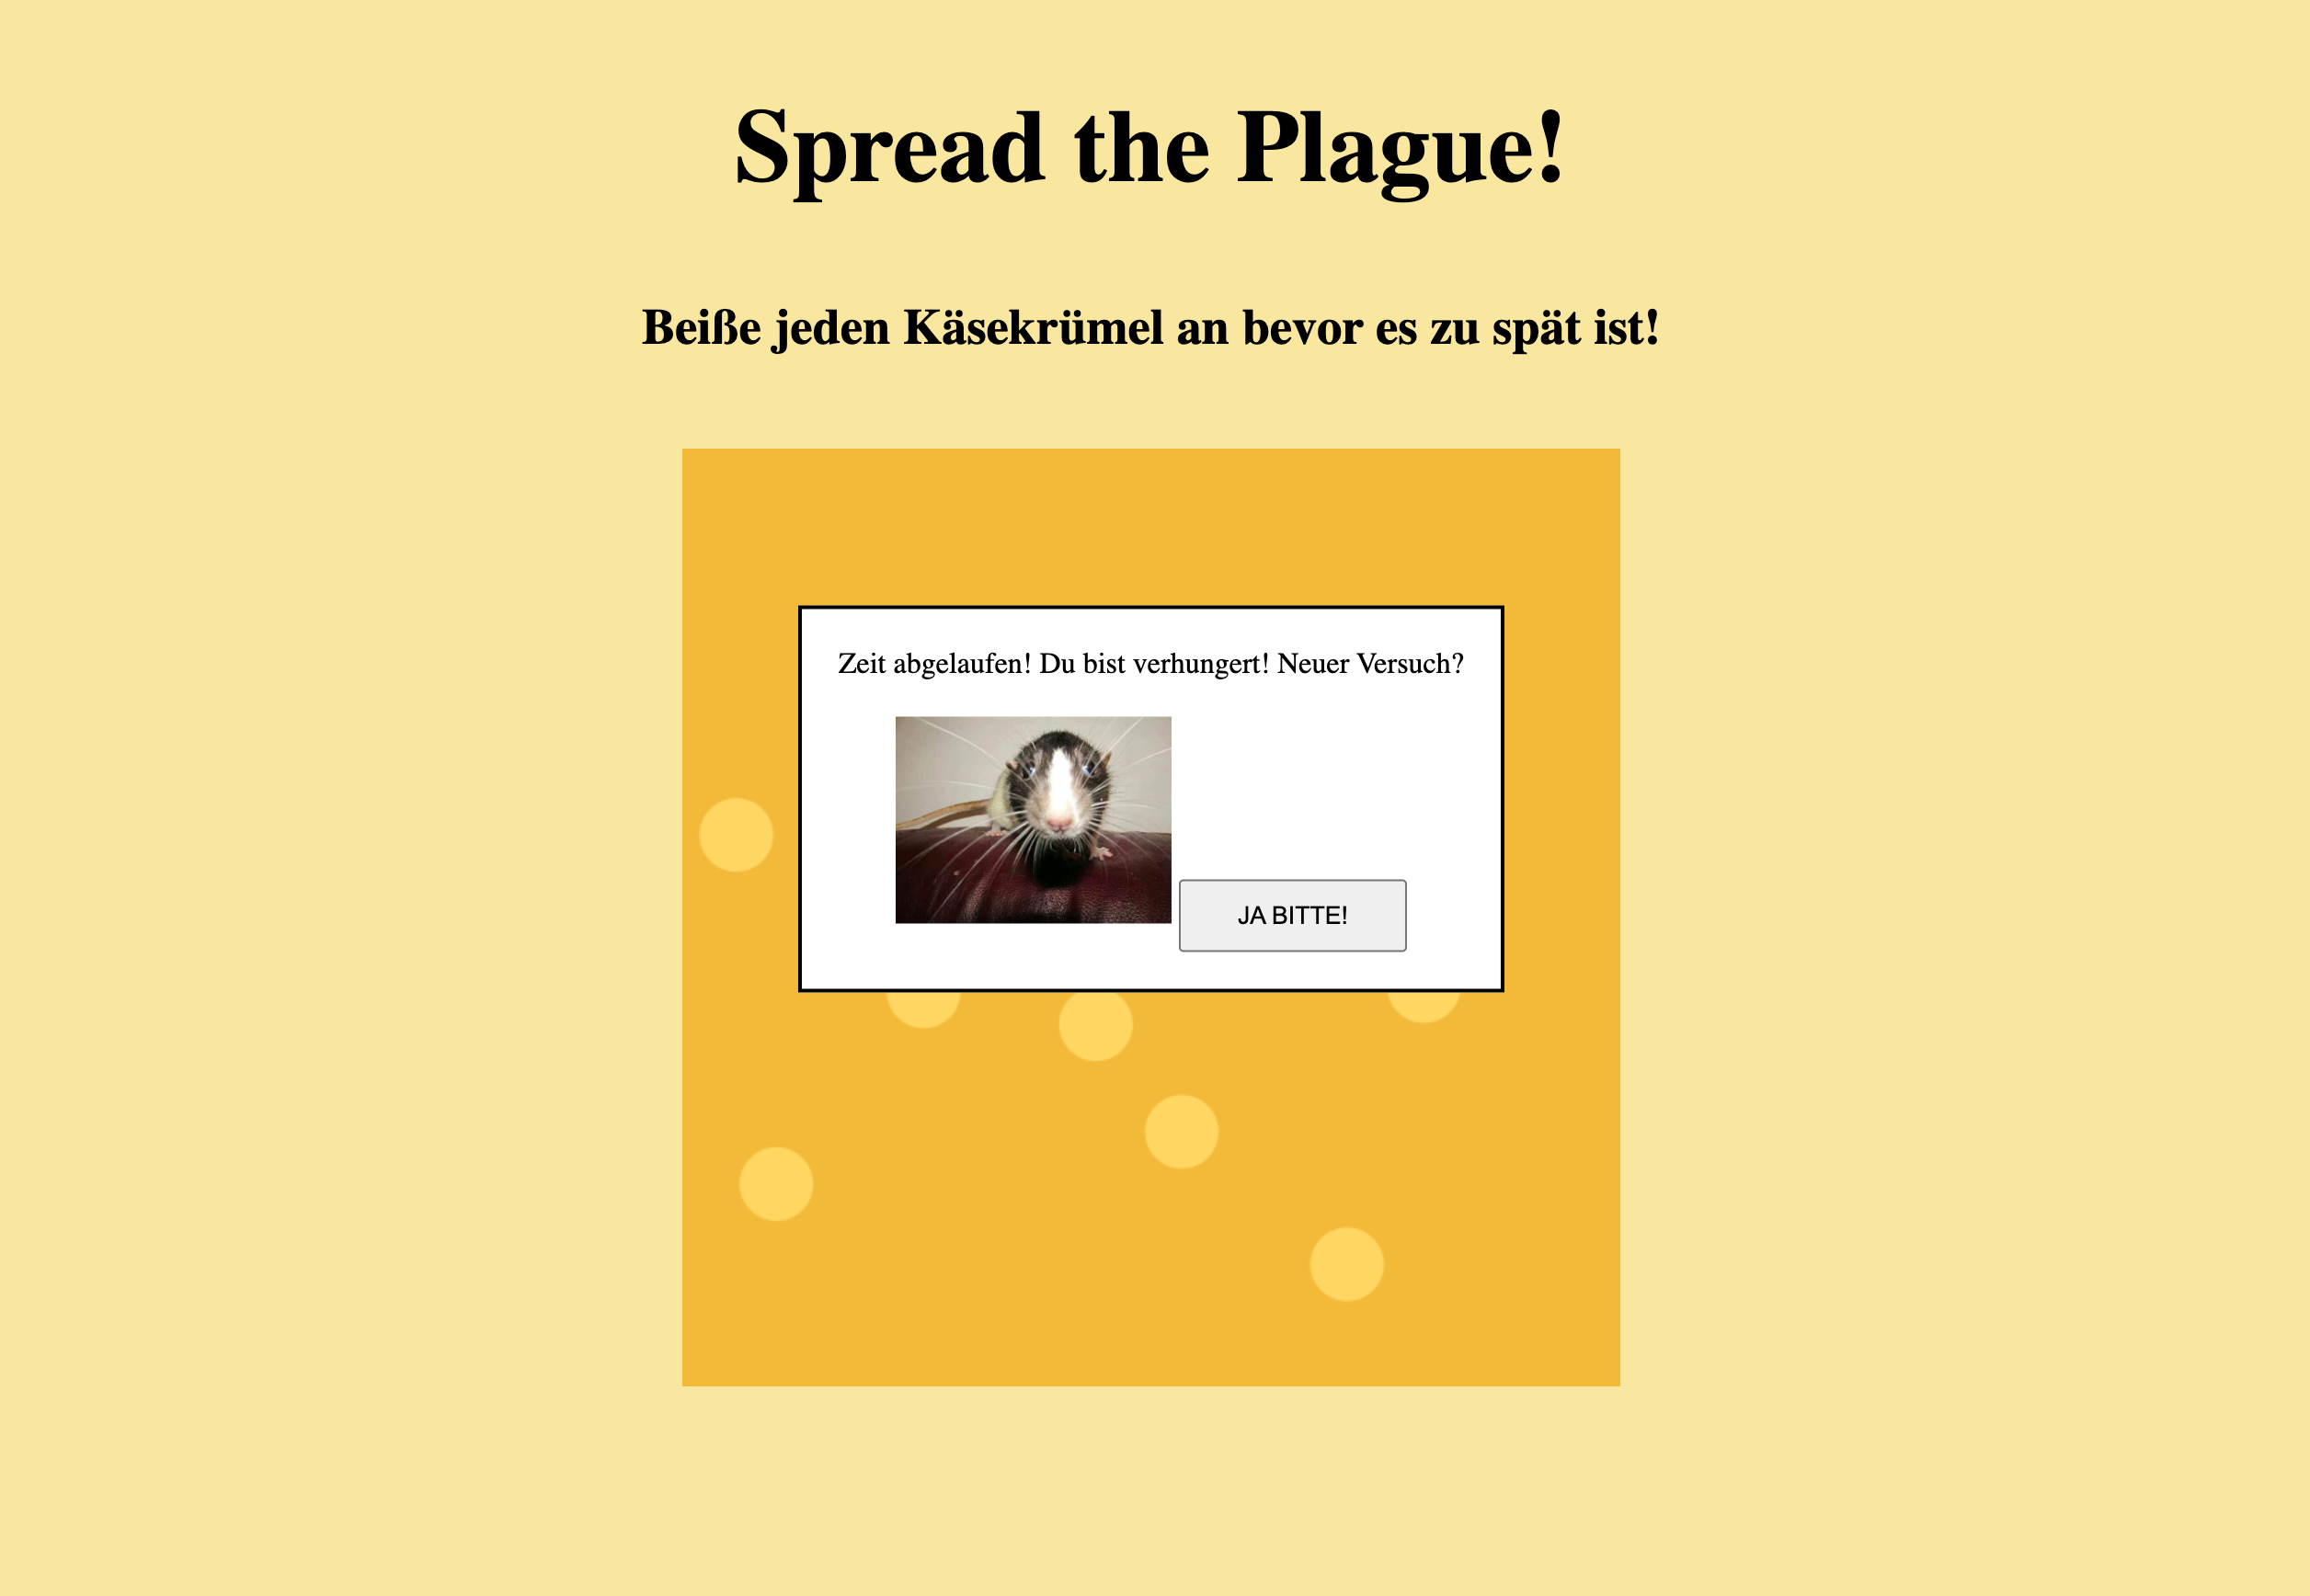 Spread the Plague!
Beiße jeden Käsekrümel an bevor es zu spät ist!
Zeit abgelaufen! Du bist verhungert! Neuer Versuch?
JA BITTE!